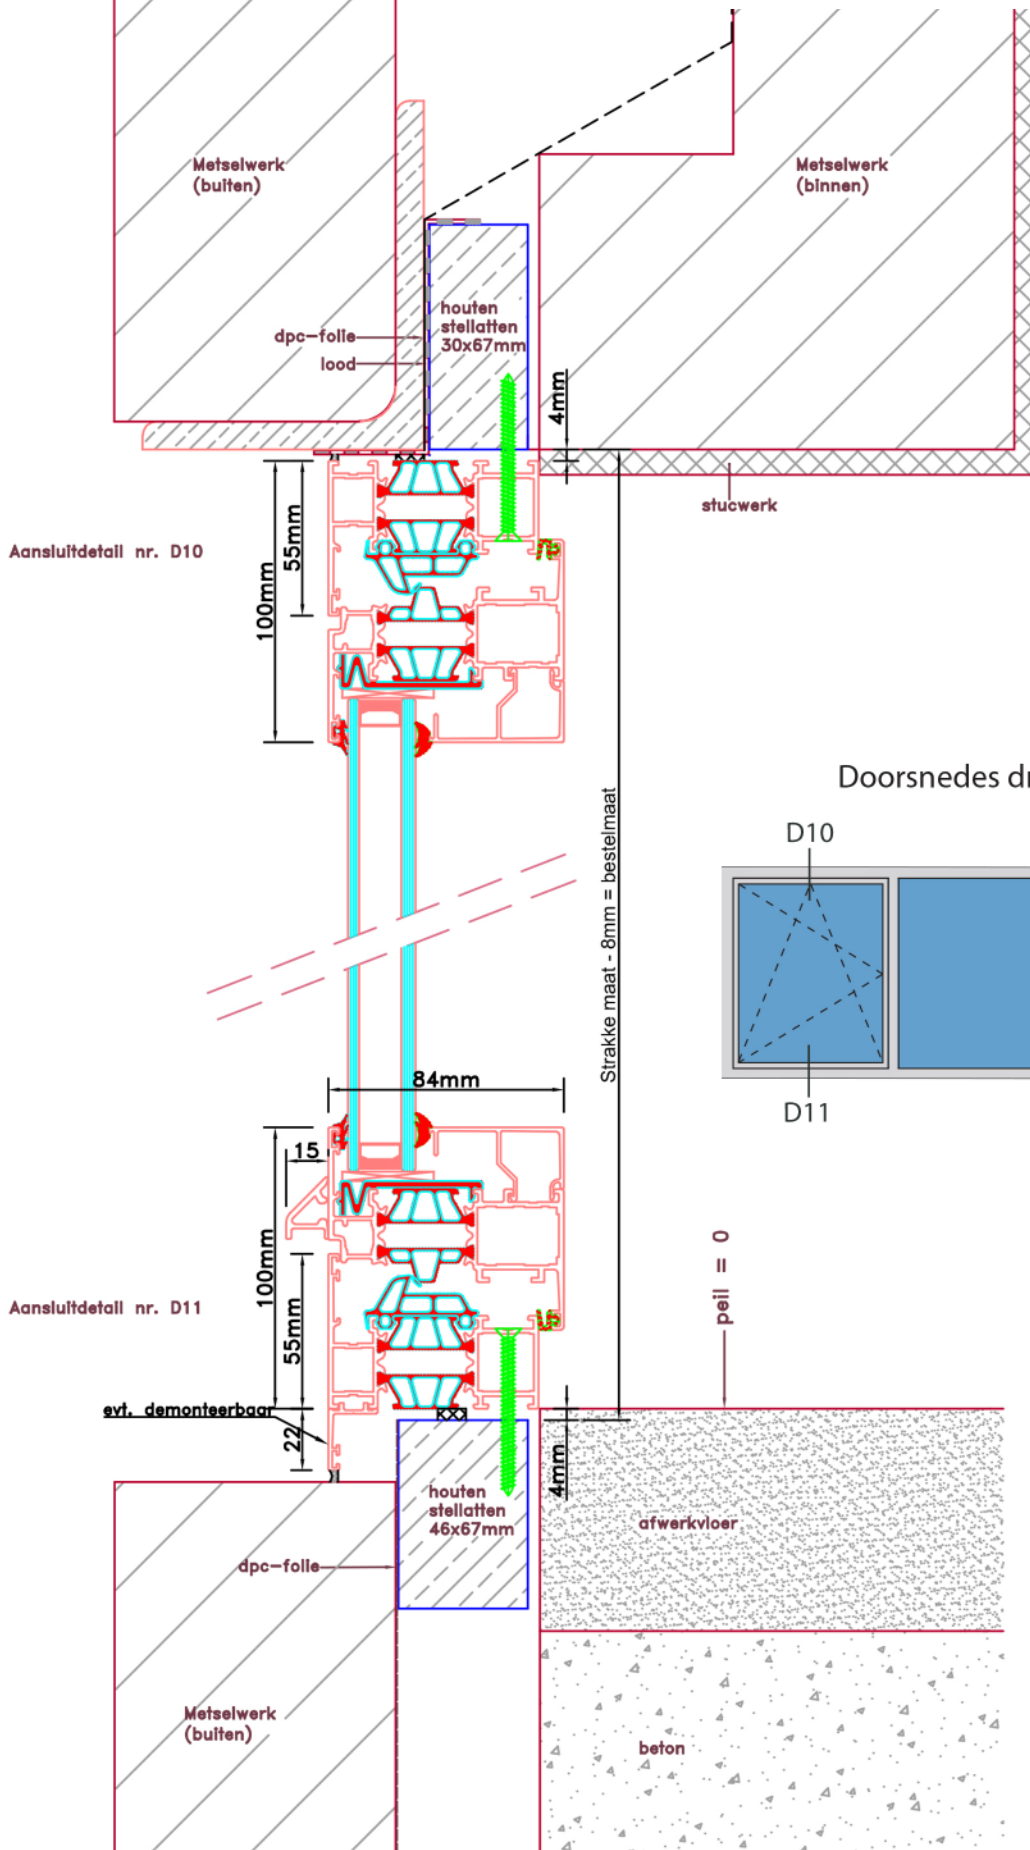 Metselwerk
(buiten)
Metselwerk
(binnen)
houten
stellatten
30x67mm
dpc-folie
lood
4mm
stucwerk
Aansluitdetail nr. D10
55mm
100mm
Doorsnedes dr
D10
Strakke maat - 8mm = bestelmaat
84mm
D11
15
100mm
peil = 0
Aansluitdetail nr. D11
55mm
evt. demonteerbaar
22
4mm
houten
stellatten
46x67mm
afwerkvloer
dpc-folie
Metselwerk
(buiten)
beton